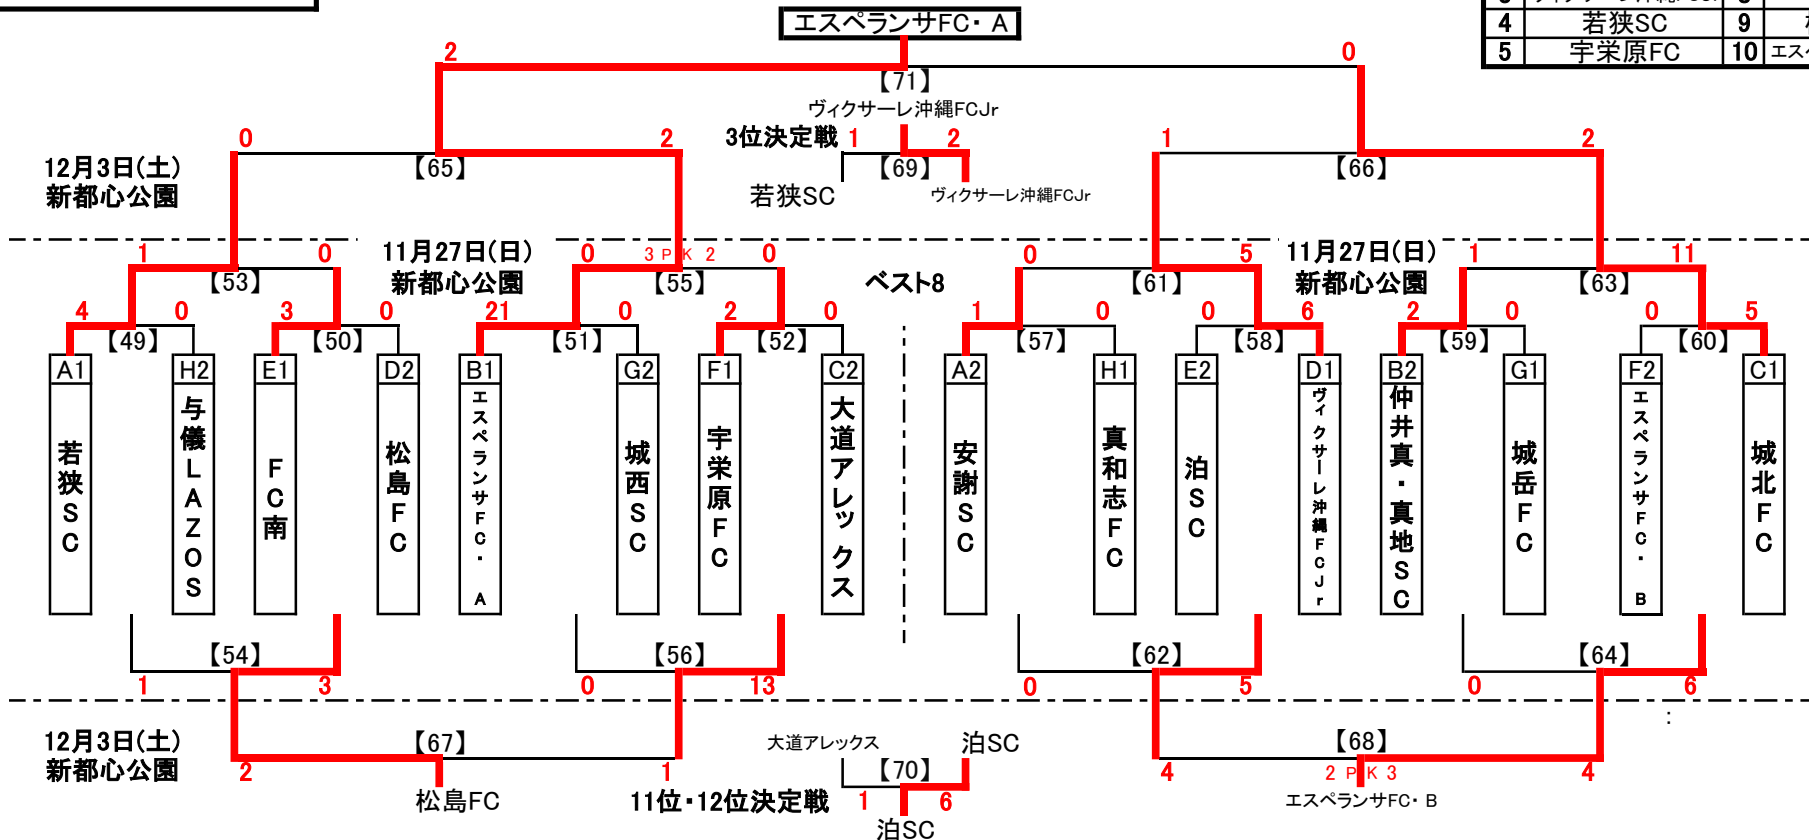 エスペランサFC・A
4 若狭SC 9
5 宇栄原FC 10 エスペ
2 0
【71】
ヴィクサーレ沖縄FCJr
0 2 3位決定戦 1 2 1 2
12月3日(土)
新都心公園
【65】 【69】 【66】
若狭SC ヴィクサーレ沖縄FCJr
1 0 11月27日(日) 0 3 PK 2 0 0 5 11月27日(日) 1 11
新都心公園 新都心公園
【53】 【55】 ベスト8 【61】 【63】
4 0 3 0 21 0 2 0 1 0 0 6 2 0 0 5
【49】 【50】 【51】 【52】 【57】 【58】 【59】 【60】
A1 H2 E1 D2 B1 G2 F1 C2 A2 H1 E2 D1 B2 G1 F2 C1
若狭SC
与儀LAZOS
FC南
松島FC
エスペランサFC・A
城西SC
宇栄原FC
大道アレックス
安謝SC
真和志FC
泊SC
ヴィクサーレ沖縄FCJr
仲井真・真地SC
城岳FC
エスペランサFC・B
城北FC
【54】 【56】 【62】 【64】
1 3 0 13 0 5 0 6
:
12月3日(土)
新都心公園
【67】 大道アレックス 泊SC 【68】
2 1 【70】 4 2 PK 3 4
松島FC 11位・12位決定戦 1 6 エスペランサFC・B
泊SC